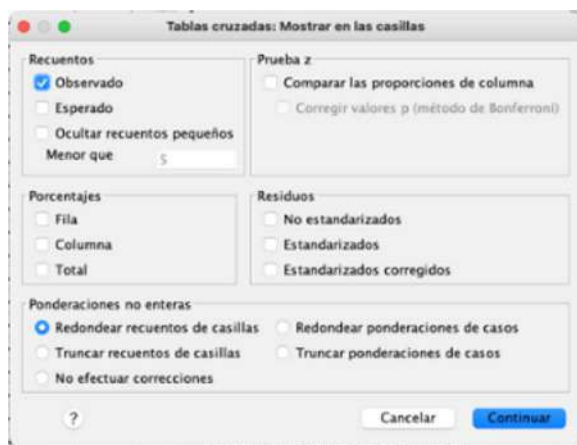 Tablas cruzadas: Mostrar en las casillas
Recuentos
Observado
Esperado
Ocultar recuentos pequeños
Menor que 5
Prueba z
Comparar las proporciones de columna
Corregir valores p (método de Bonferroni)
Porcentajes
Fila
Columna
Total
Residuos
No estandarizados
Estandarizados
Estandarizados corregidos
Ponderaciones no enteras
Redondear recuentos de casillas Redondear ponderaciones de casos
Truncar recuentos de casillas Truncar ponderaciones de casos
No efectuar correcciones
? Cancelar Continuar